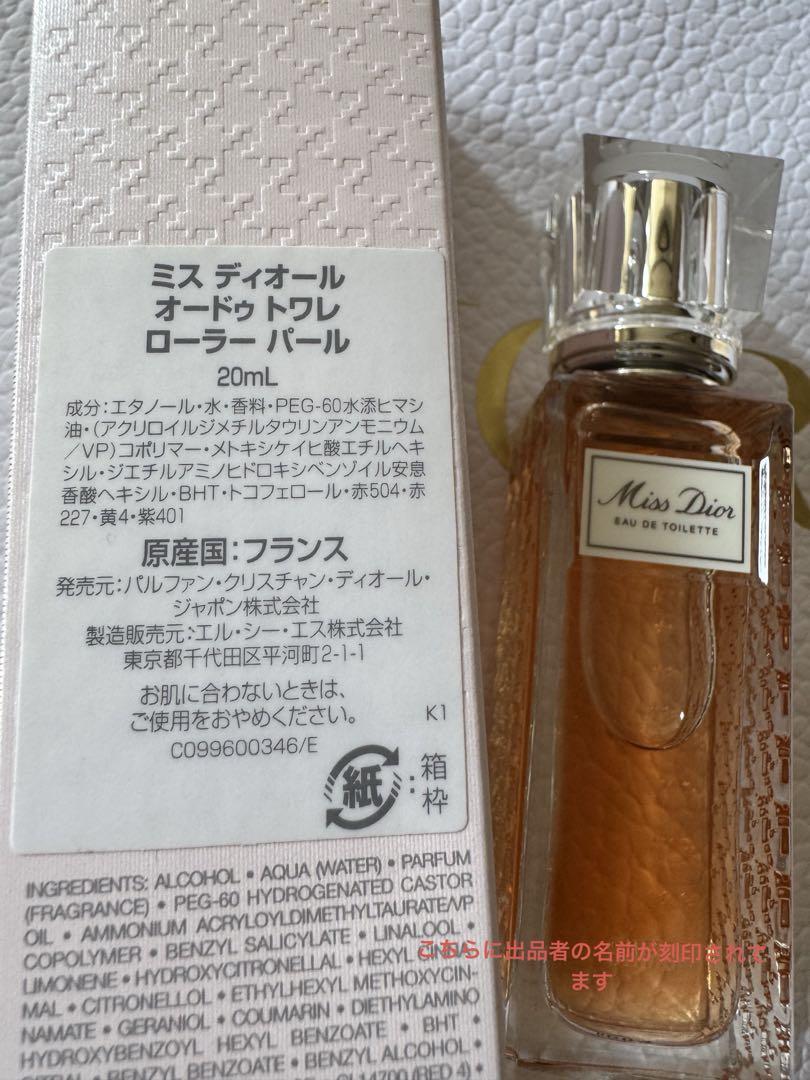 ミス ディオール
オードゥ トワレ
ローラー パール
20mL
成分:エタノール・水・香料・PEG-60水添ヒマシ
油・(アクリロイルジメチルタウリンアンモニウム
/VP)コポリマー・メトキシケイヒ酸エチルヘキ
シル・ジエチルアミノヒドロキシベンゾイル安息
香酸ヘキシル・BHT・トコフェロール・赤504・赤
227・黄4・紫401
原産国:フランス
発売元:パルファン・クリスチャン・ディオール・
ジャポン株式会社
製造販売元:エル・シー・エス株式会社
東京都千代田区平河町2-1-1
お肌に合わないときは、
ご使用をおやめください。
K1
C099600346/E
紙:箱
枠
INGREDIENTS: ALCOHOL • AQUA (WATER) • PARFUM
(FRAGRANCE) • PEG-60 HYDROGENATED CASTOR
OIL • AMMONIUM ACRYLOYLDIMETHYLTAURATE/VP
COPOLYMER • BENZYL SALICYLATE • LINALOOL •
LIMONENE • HYDROXYCITRONELLAL • HEXYL CINNA
MAL • CITRONELLOL • ETHYLHEXYL METHOXYCIN-
NAMATE • GERANIOL • COUMARIN • DIETHYLAMINO
HYDROXYBENZOYL HEXYL BENZOATE • BHT •
CITRAL • BENZYL BENZOATE • BENZYL ALCOHOL •
CI 14700 (RED 4) •
Miss Dior
EAU DE TOILETTE
こちらに出品者の名前が刻印されて
ます